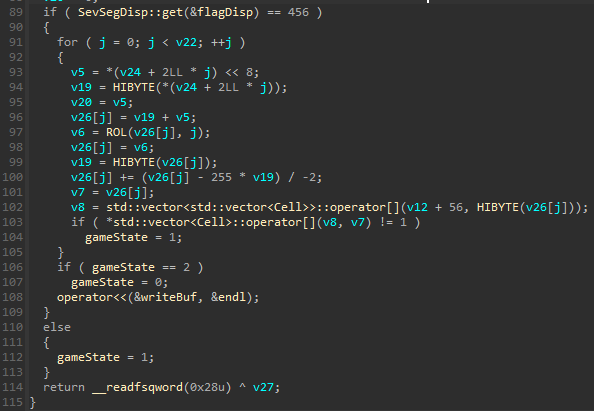 89 if ( SevSegDisp::get(&flagDisp) == 456 )
90 {
91 for ( j = 0; j < v22; ++j )
92 {
93 v5 = *(v24 + 2LL * j) << 8;
94 v19 = HIBYTE(*(v24 + 2LL * j));
95 v20 = v5;
96 v26[j] = v19 + v5;
97 v6 = ROL(v26[j], j);
98 v26[j] = v6;
99 v19 = HIBYTE(v26[j]);
100 v26[j] += (v26[j] - 255 * v19) / -2;
101 v7 = v26[j];
102 v8 = std::vector<std::vector<Cell>>::operator[](v12 + 56, HIBYTE(v26[j]));
103 if ( *std::vector<Cell>::operator[](v8, v7) != 1 )
104 gameState = 1;
105 }
106 if ( gameState == 2 )
107 gameState = 0;
108 operator<<(&writeBuf, &endl);
109 }
110 else
111 {
112 gameState = 1;
113 }
114 return __readfsqword(0x28u) ^ v27;
115 }